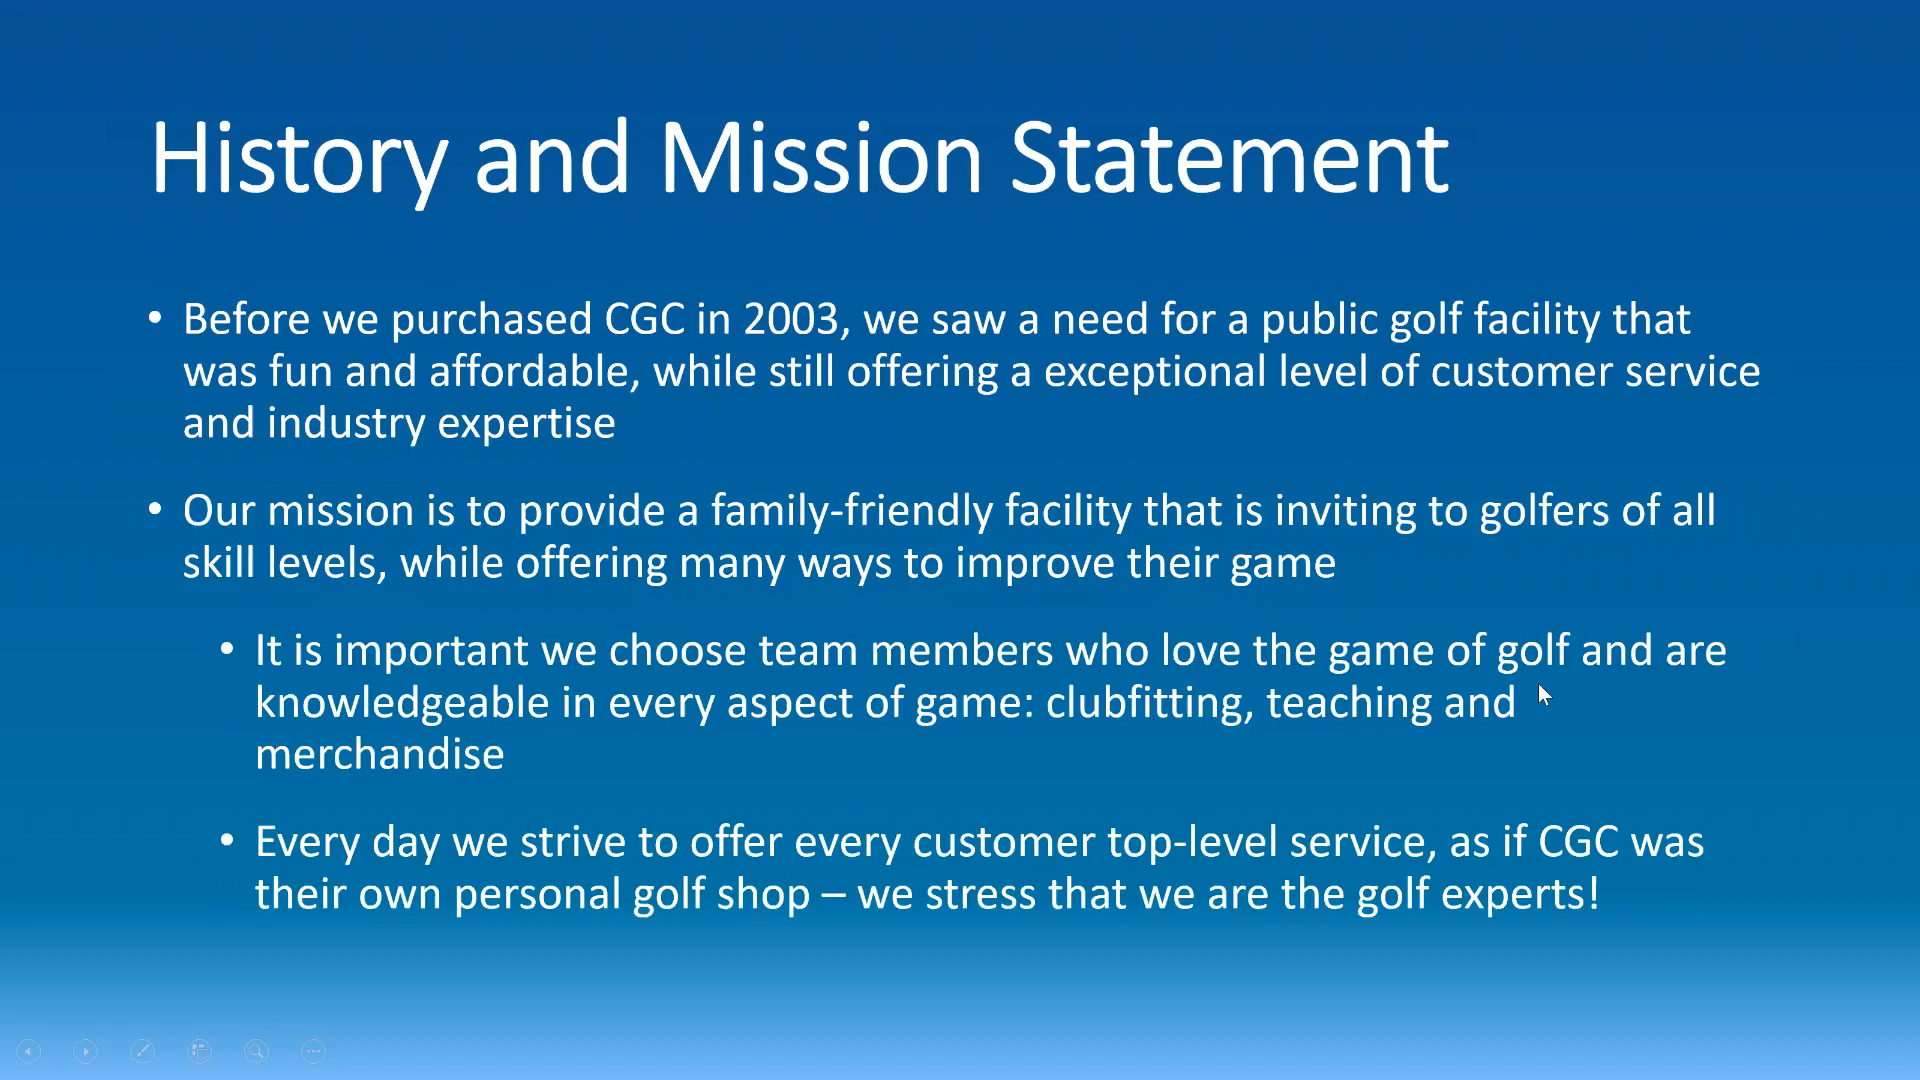 History and Mission Statement
• Before we purchased CGC in 2003, we saw a need for a public golf facility that
was fun and affordable, while still offering a exceptional level of customer service
and industry expertise
• Our mission is to provide a family-friendly facility that is inviting to golfers of all
skill levels, while offering many ways to improve their game
• It is important we choose team members who love the game of golf and are
knowledgeable in every aspect of game: clubfitting, teaching and
merchandise
• Every day we strive to offer every customer top-level service, as if CGC was
their own personal golf shop – we stress that we are the golf experts!